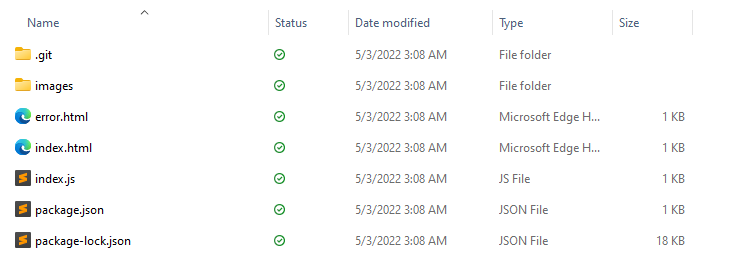 Name Status Date modified Type Size
.git 5/3/2022 3:08 AM File folder
images 5/3/2022 3:08 AM File folder
error.html 5/3/2022 3:08 AM Microsoft Edge H... 1 KB
index.html 5/3/2022 3:08 AM Microsoft Edge H... 1 KB
index.js 5/3/2022 3:08 AM JS File 1 KB
package.json 5/3/2022 3:08 AM JSON File 1 KB
package-lock.json 5/3/2022 3:08 AM JSON File 18 KB